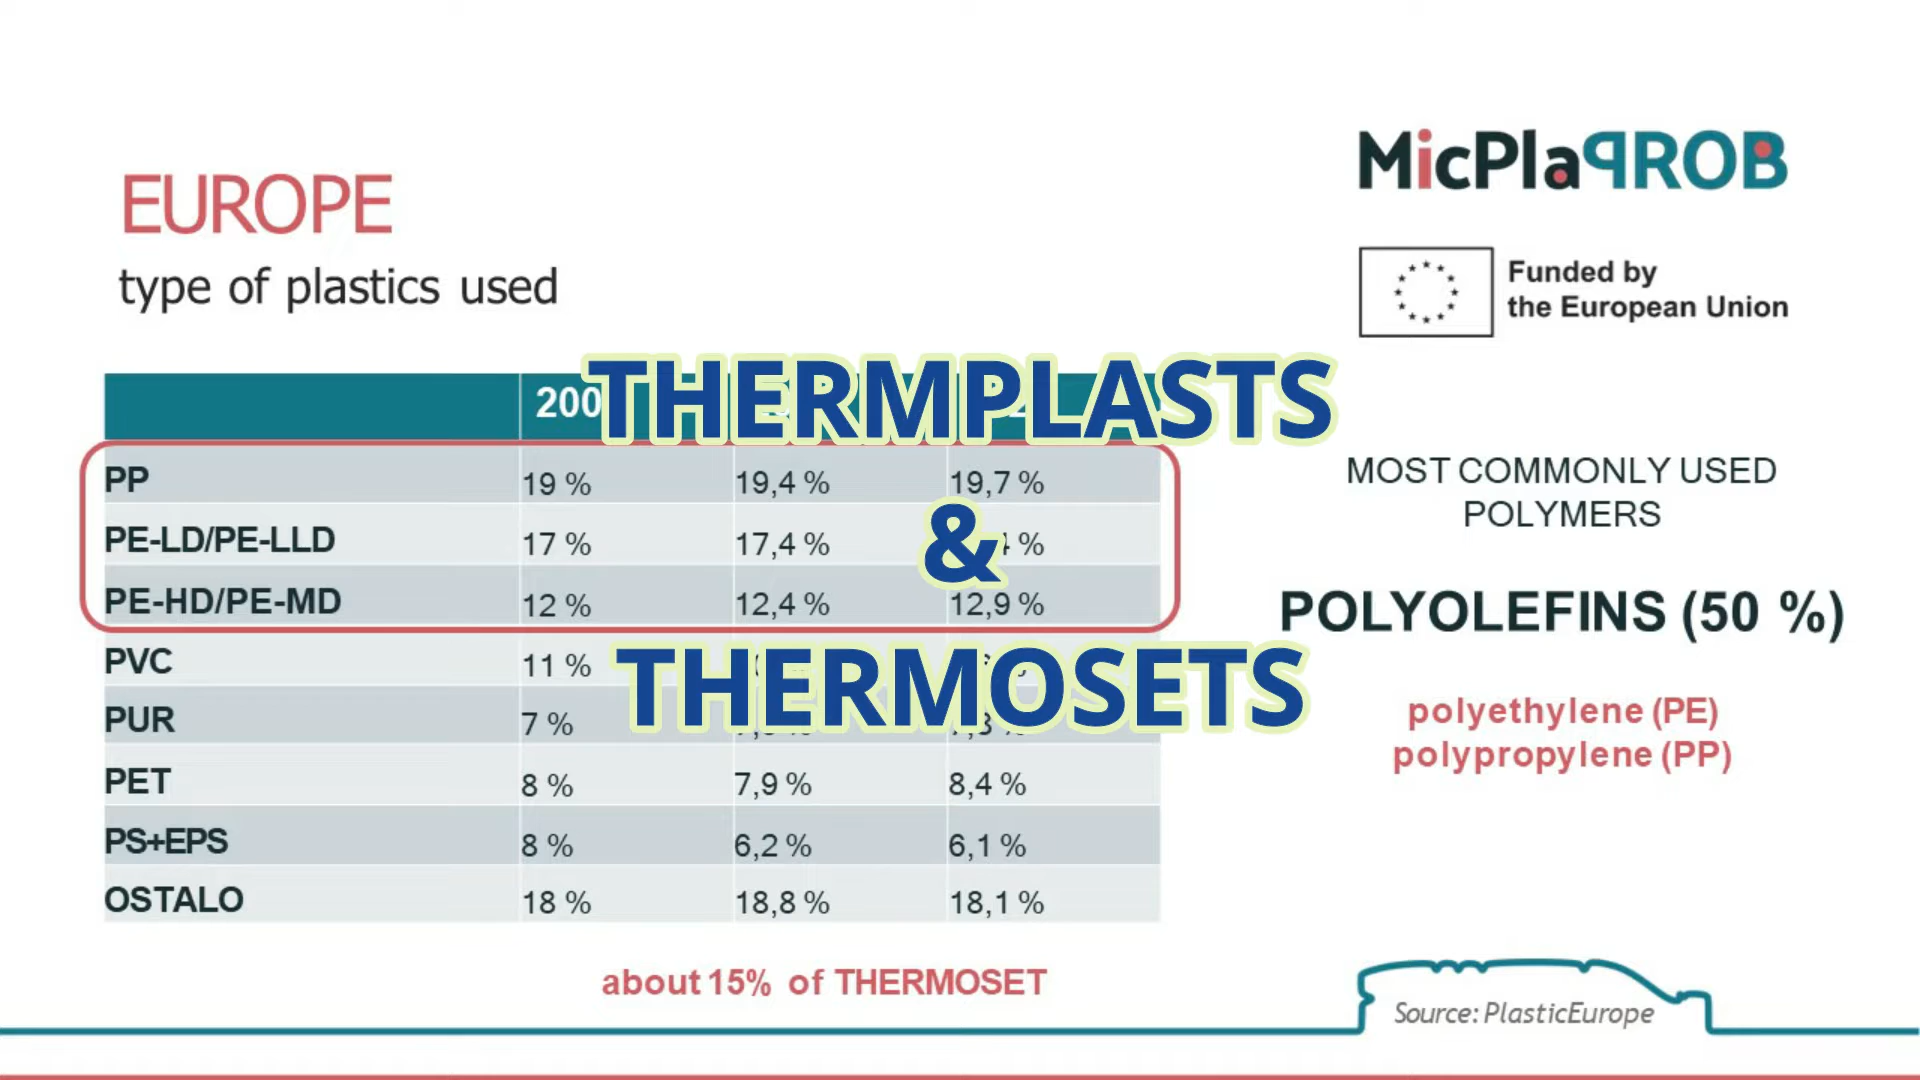 MicPlaPROB
EUROPE
type of plastics used
Funded by
the European Union
THERMPLASTS
&
THERMOSETS
PP 19 % 19,4 % 19,7 %
PE-LD/PE-LLD 17 % 17,4 % %
PE-HD/PE-MD 12 % 12,4 % 12,9 %
PVC 11 %
PUR 7 %
PET 8 % 7,9 % 8,4 %
PS+EPS 8 % 6,2 % 6,1 %
OSTALO 18 % 18,8 % 18,1 %
about 15% of THERMOSET
MOST COMMONLY USED
POLYMERS
POLYOLEFINS (50 %)
polyethylene (PE)
polypropylene (PP)
Source: PlasticEurope